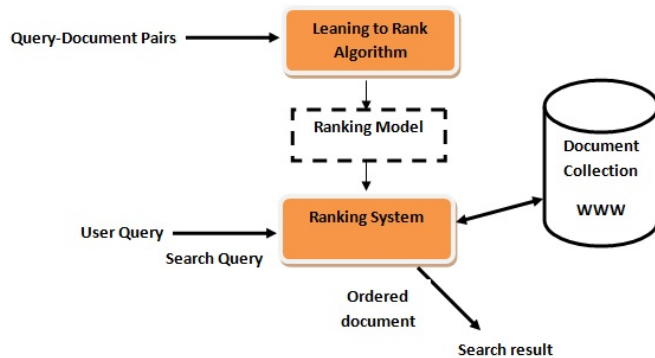 Query-Document Pairs
Leaning to Rank
Algorithm
Ranking Model
Document
Collection
WWW
Ranking System
User Query
Search Query
Ordered
document
Search result